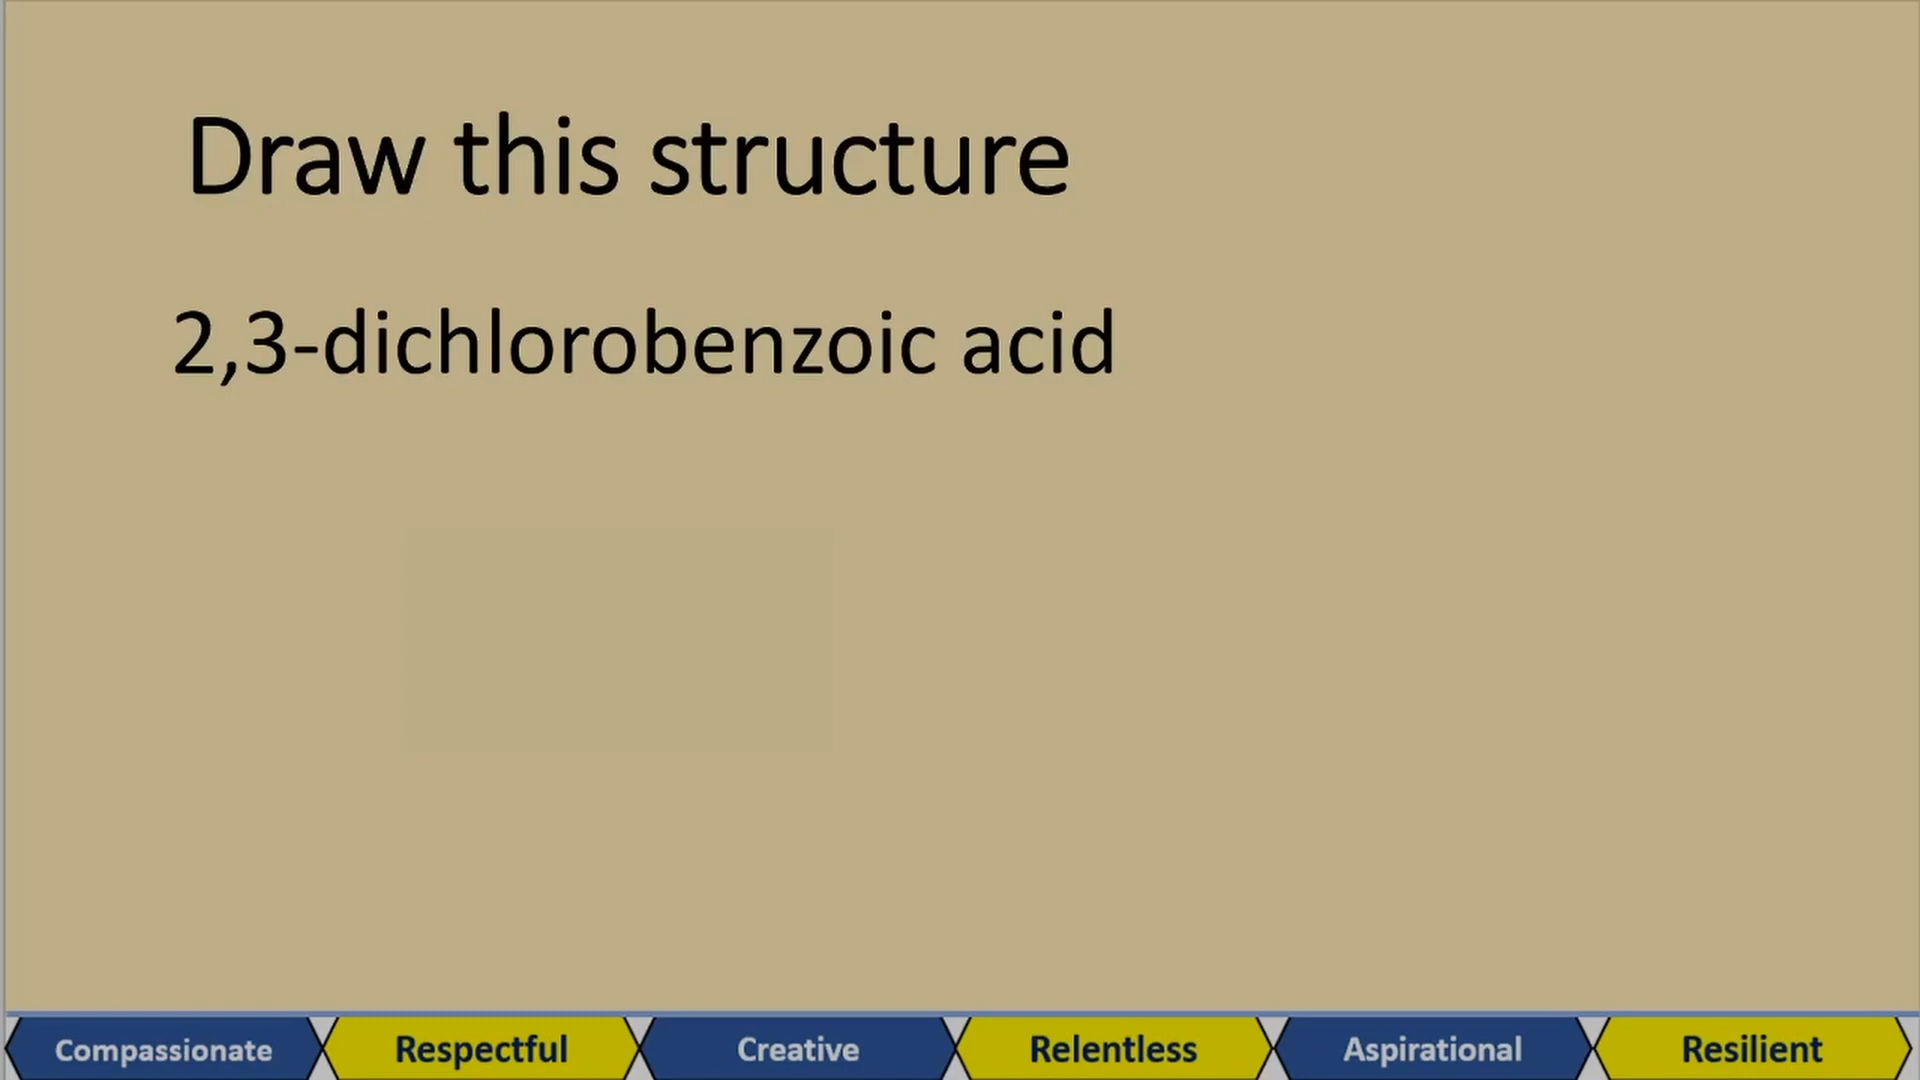 Draw this structure
2,3-dichlorobenzoic acid
Compassionate Respectful Creative Relentless Aspirational Resilient